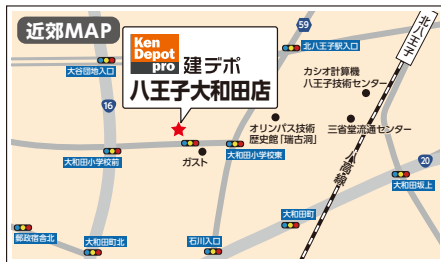 近郊MAP
Ken
Depot
pro
建デポ
八王子大和田店
59
北八王子駅入口
北八王子
大谷団地入口
カシオ計算機
八王子技術センター
16
オリンパス技術
歴史館「瑞古洞」
三省堂流通センター
大和田小学校前
ガスト
大和田小学校東
八高線
20
大和田坂上
大和田町
郵政宿舎北
大和田町北
石川入口